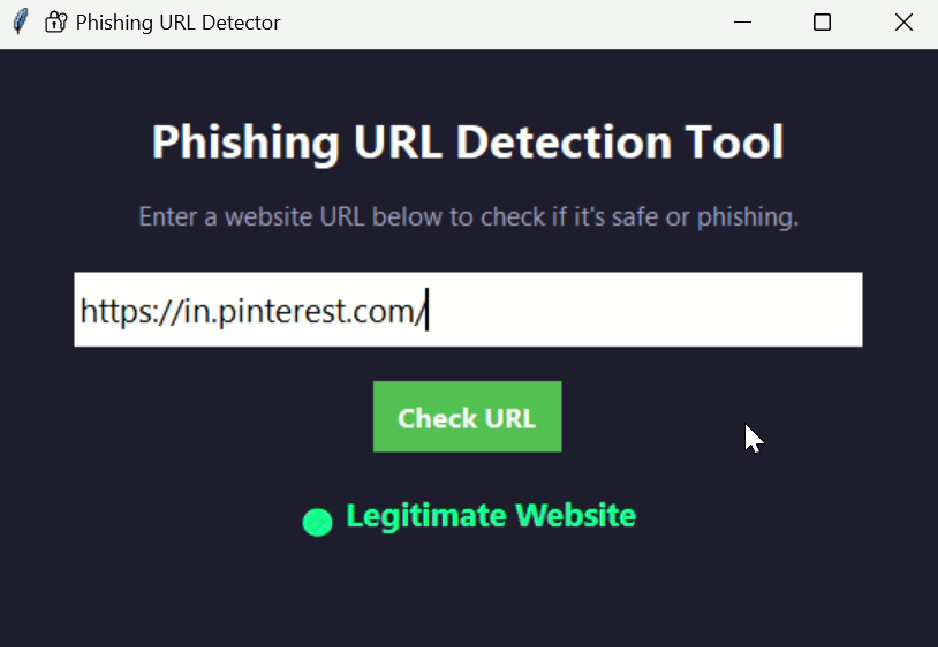 Phishing URL Detector
Phishing URL Detection Tool
Enter a website URL below to check if it's safe or phishing.
https://in.pinterest.com/
Check URL
Legitimate Website